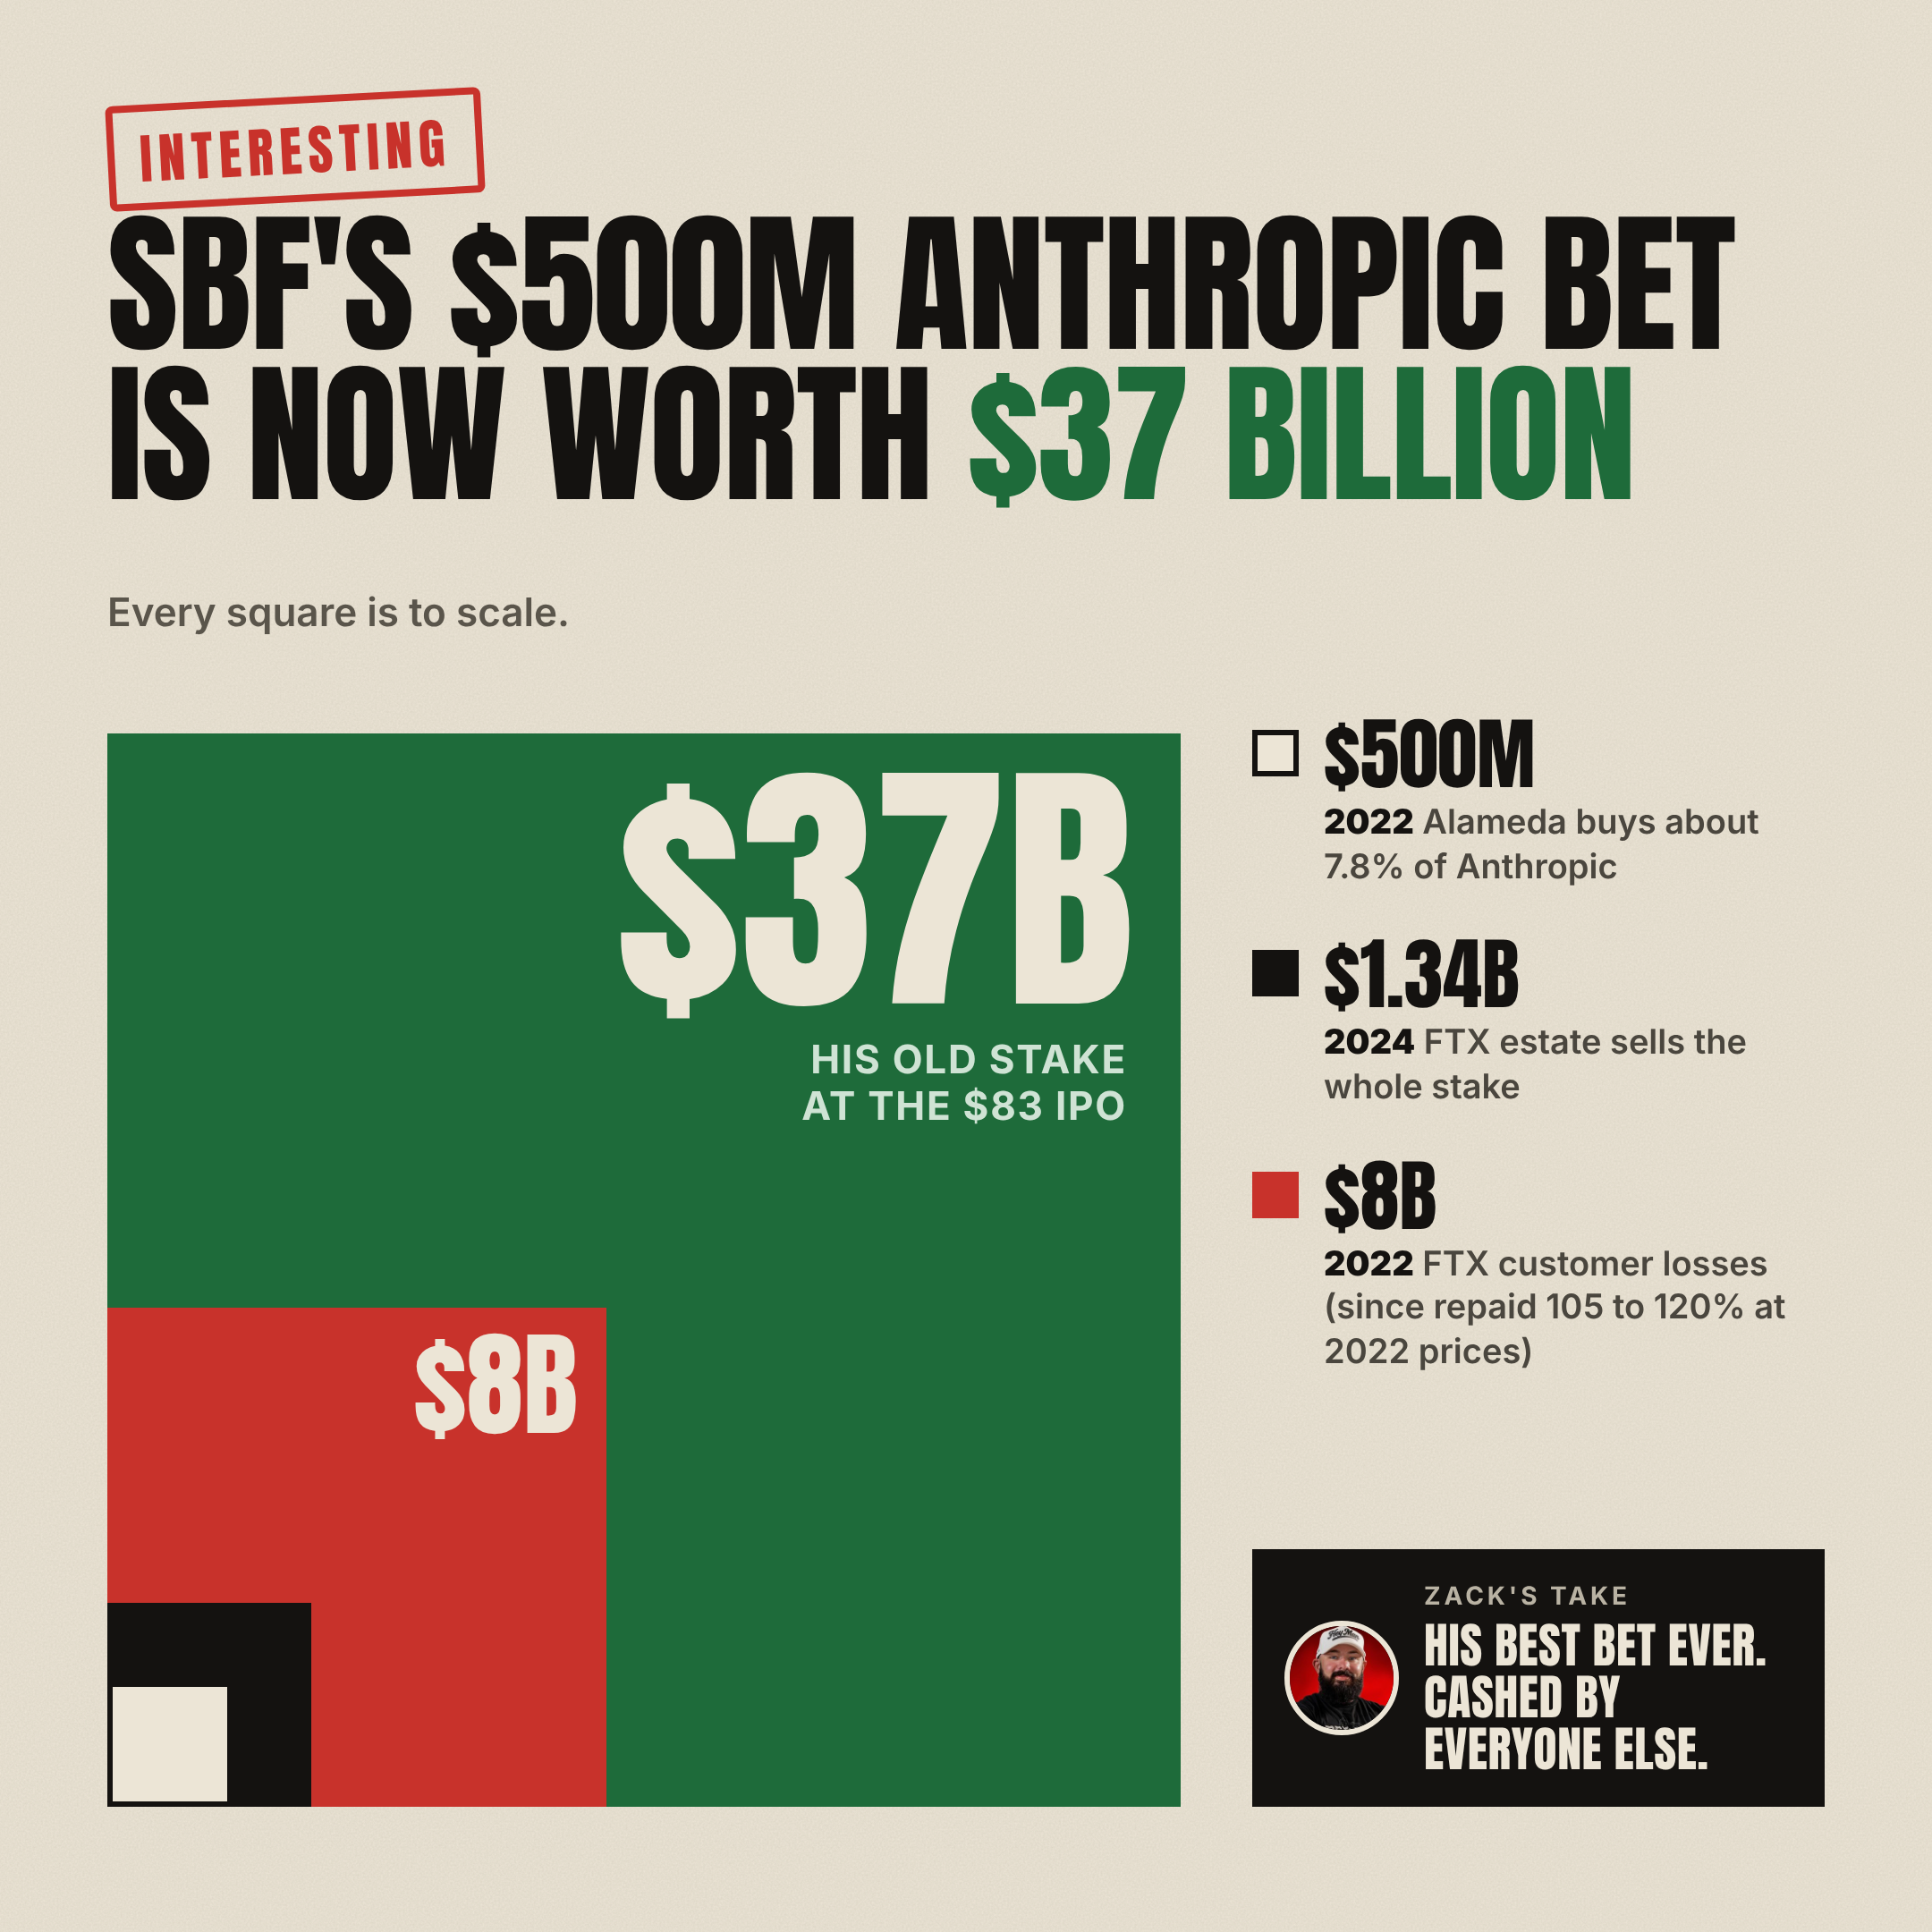 INTERESTING
SBF'S $500M ANTHROPIC BET
IS NOW WORTH $37 BILLION
Every square is to scale.
$37B
HIS OLD STAKE
AT THE $83 IPO
$8B
$500M
2022 Alameda buys about
7.8% of Anthropic
$1.34B
2024 FTX estate sells the
whole stake
$8B
2022 FTX customer losses
(since repaid 105 to 120% at
2022 prices)
ZACK'S TAKE
HIS BEST BET EVER.
CASHED BY
EVERYONE ELSE.